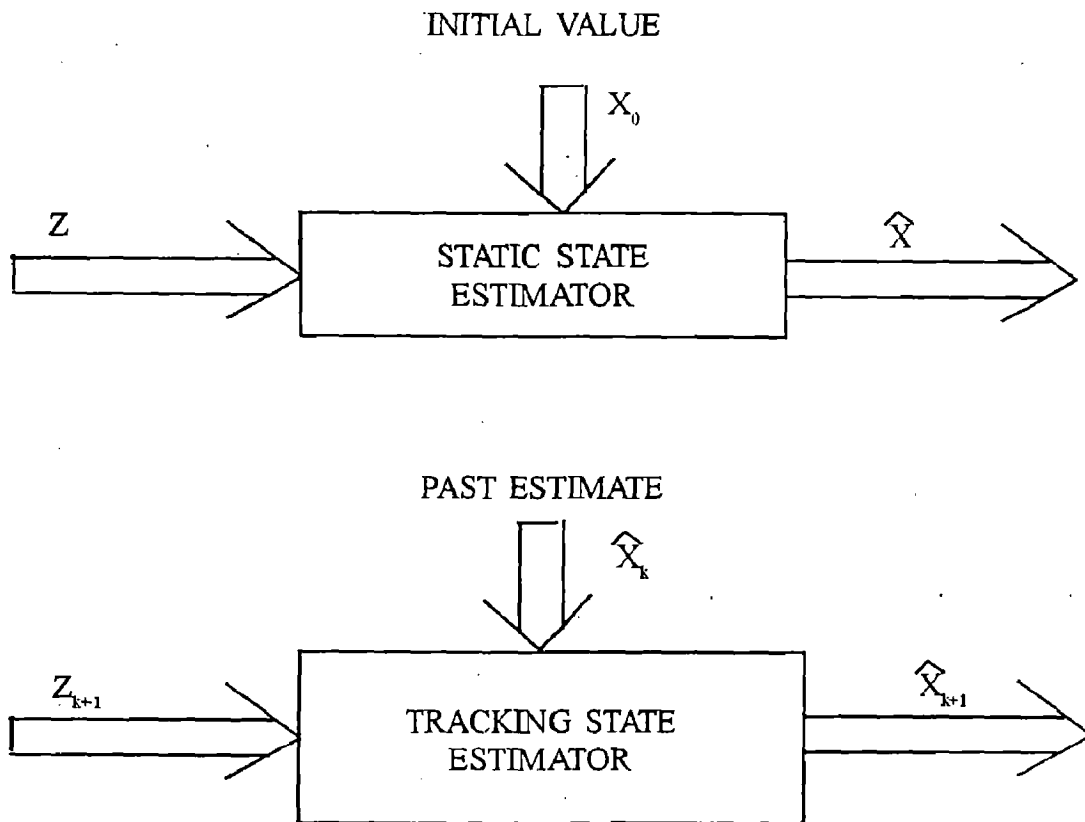 INITIAL VALUE
X₀
Z
X̂
STATIC STATE
ESTIMATOR
PAST ESTIMATE
X̂ₖ
Zₖ₊₁
X̂ₖ₊₁
TRACKING STATE
ESTIMATOR